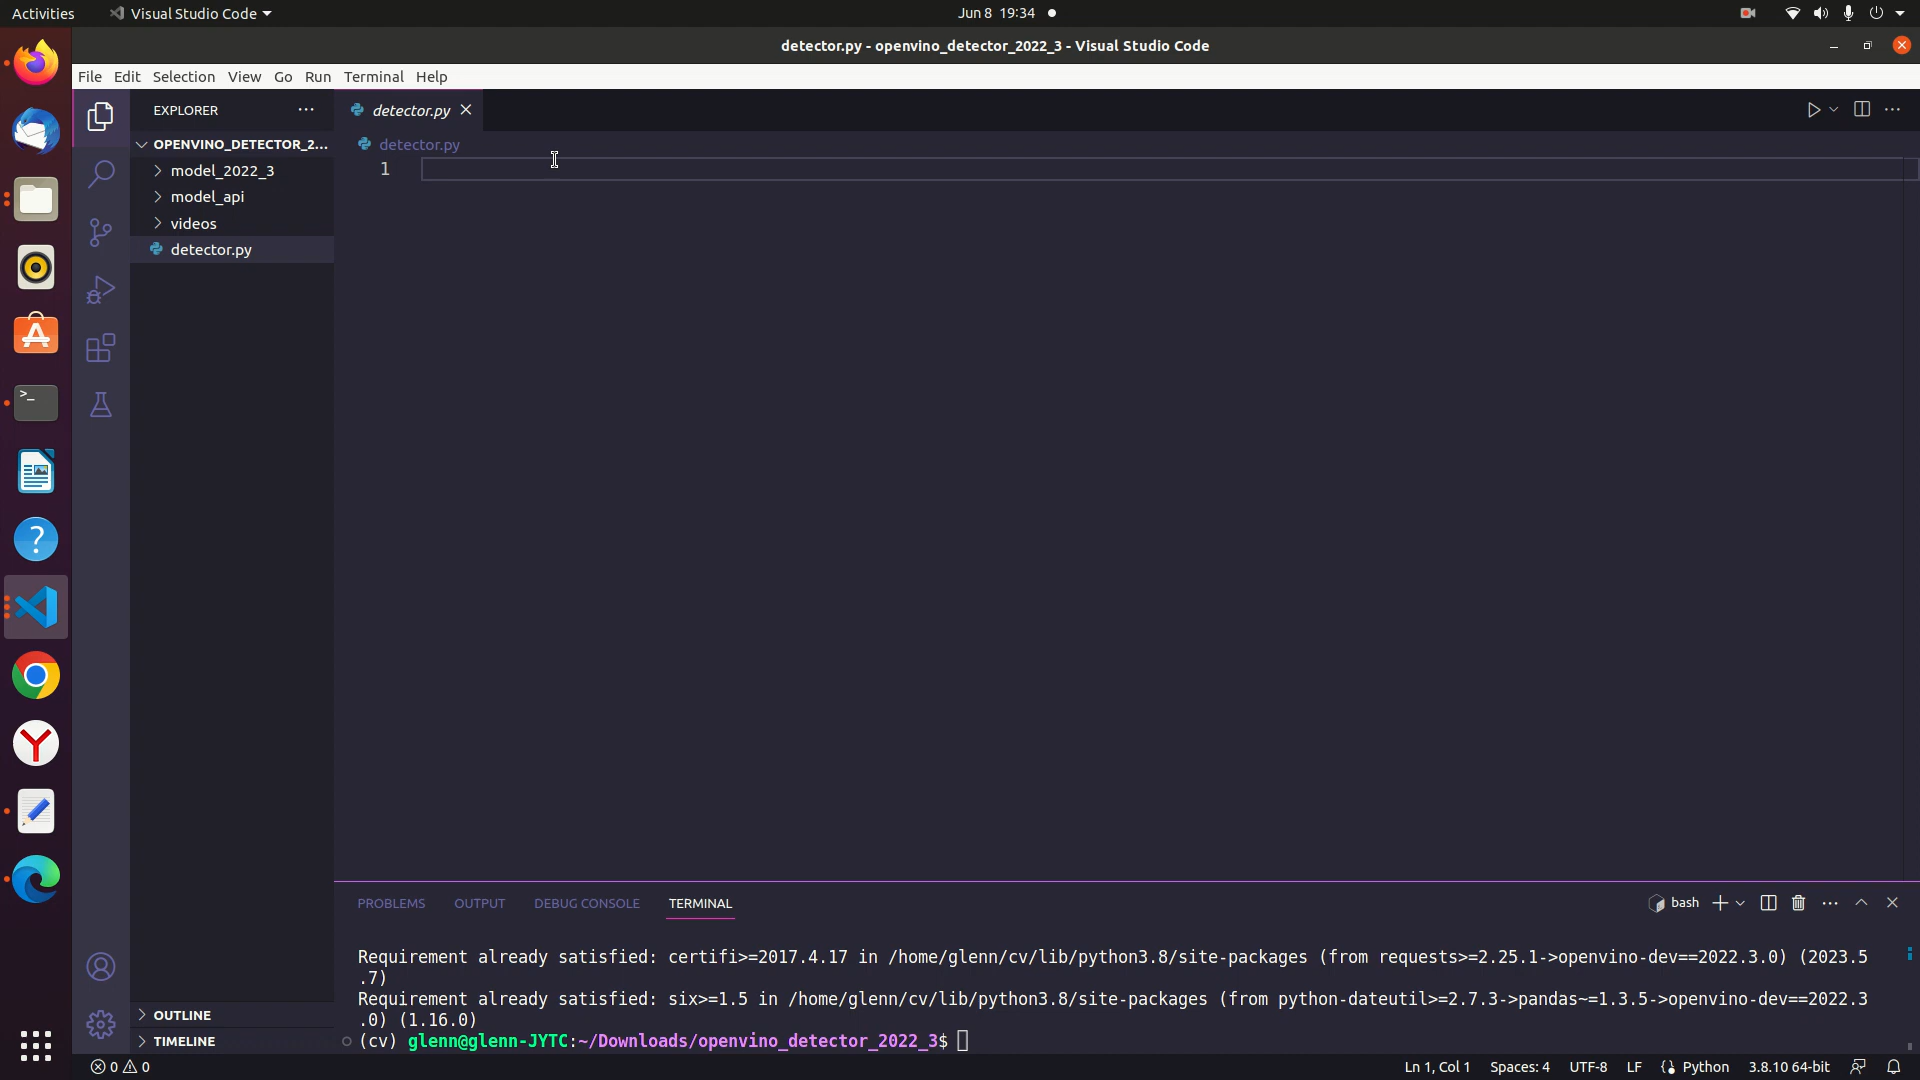 Activities
Visual Studio Code
Jun 8 19:34
detector.py - openvino_detector_2022_3 - Visual Studio Code
File Edit Selection View Go Run Terminal Help
EXPLORER
OPENVINO_DETECTOR_2...
model_2022_3
model_api
videos
detector.py
OUTLINE
TIMELINE
detector.py
detector.py
1
PROBLEMS OUTPUT DEBUG CONSOLE TERMINAL
bash
Requirement already satisfied: certifi>=2017.4.17 in /home/glenn/cv/lib/python3.8/site-packages (from requests>=2.25.1->openvino-dev==2022.3.0) (2023.5
.7)
Requirement already satisfied: six>=1.5 in /home/glenn/cv/lib/python3.8/site-packages (from python-dateutil>=2.7.3->pandas~=1.3.5->openvino-dev==2022.3
.0) (1.16.0)
(cv) glenn@glenn-JYTC:~/Downloads/openvino_detector_2022_3$
0 0
Ln 1, Col 1 Spaces: 4 UTF-8 LF Python 3.8.10 64-bit